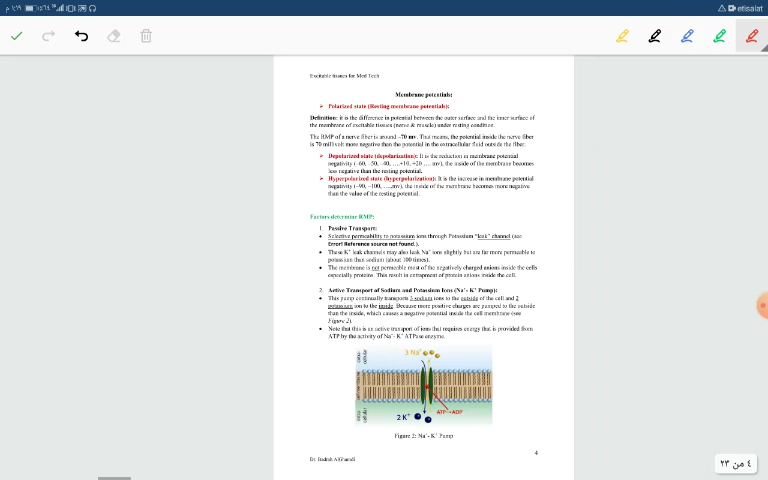 etisalat
Excitable tissues for Med Tech
Membrane potentials:
➢ Polarized state (Resting membrane potentials):
Definition: it is the difference in potential between the outer surface and the inner surface of
the membrane of excitable tissues (nerve & muscle) under resting condition.
The RMP of a nerve fiber is around –70 mv. That means, the potential inside the nerve fiber
is 70 millivolt more negative than the potential in the extracellular fluid outside the fiber.
➢ Depolarized state (depolarization): It is the reduction in membrane potential
negativity (-60, -50, -40, ….+10, +20 …. mv), the inside of the membrane becomes
less negative than the resting potential.
➢ Hyperpolarized state (hyperpolarization): It is the increase in membrane potential
negativity (-90, -100, …..mv), the inside of the membrane becomes more negative
than the value of the resting potential.
Factors determine RMP:
1. Passive Transport:
• Selective permeability to potassium ions through Potassium "leak" channel (see
Error! Reference source not found.).
• These K⁺ leak channels may also leak Na⁺ ions slightly but are far more permeable to
potassium than sodium (about 100 times).
• The membrane is not permeable most of the negatively charged anions inside the cells
especially proteins. This result in entrapment of protein anions inside the cell.
2. Active Transport of Sodium and Potassium Ions (Na⁺- K⁺ Pump):
• This pump continually transports 3 sodium ions to the outside of the cell and 2
potassium ion to the inside. Because more positive charges are pumped to the outside
than the inside, which causes a negative potential inside the cell membrane (see
Figure 2).
• Note that this is an active transport of ions that requires energy that is provided from
ATP by the activity of Na⁺- K⁺ ATPase enzyme.
3 Na⁺
2 K⁺
ATP→ADP
Figure 2: Na⁺- K⁺ Pump
4
٤ من ٢٣